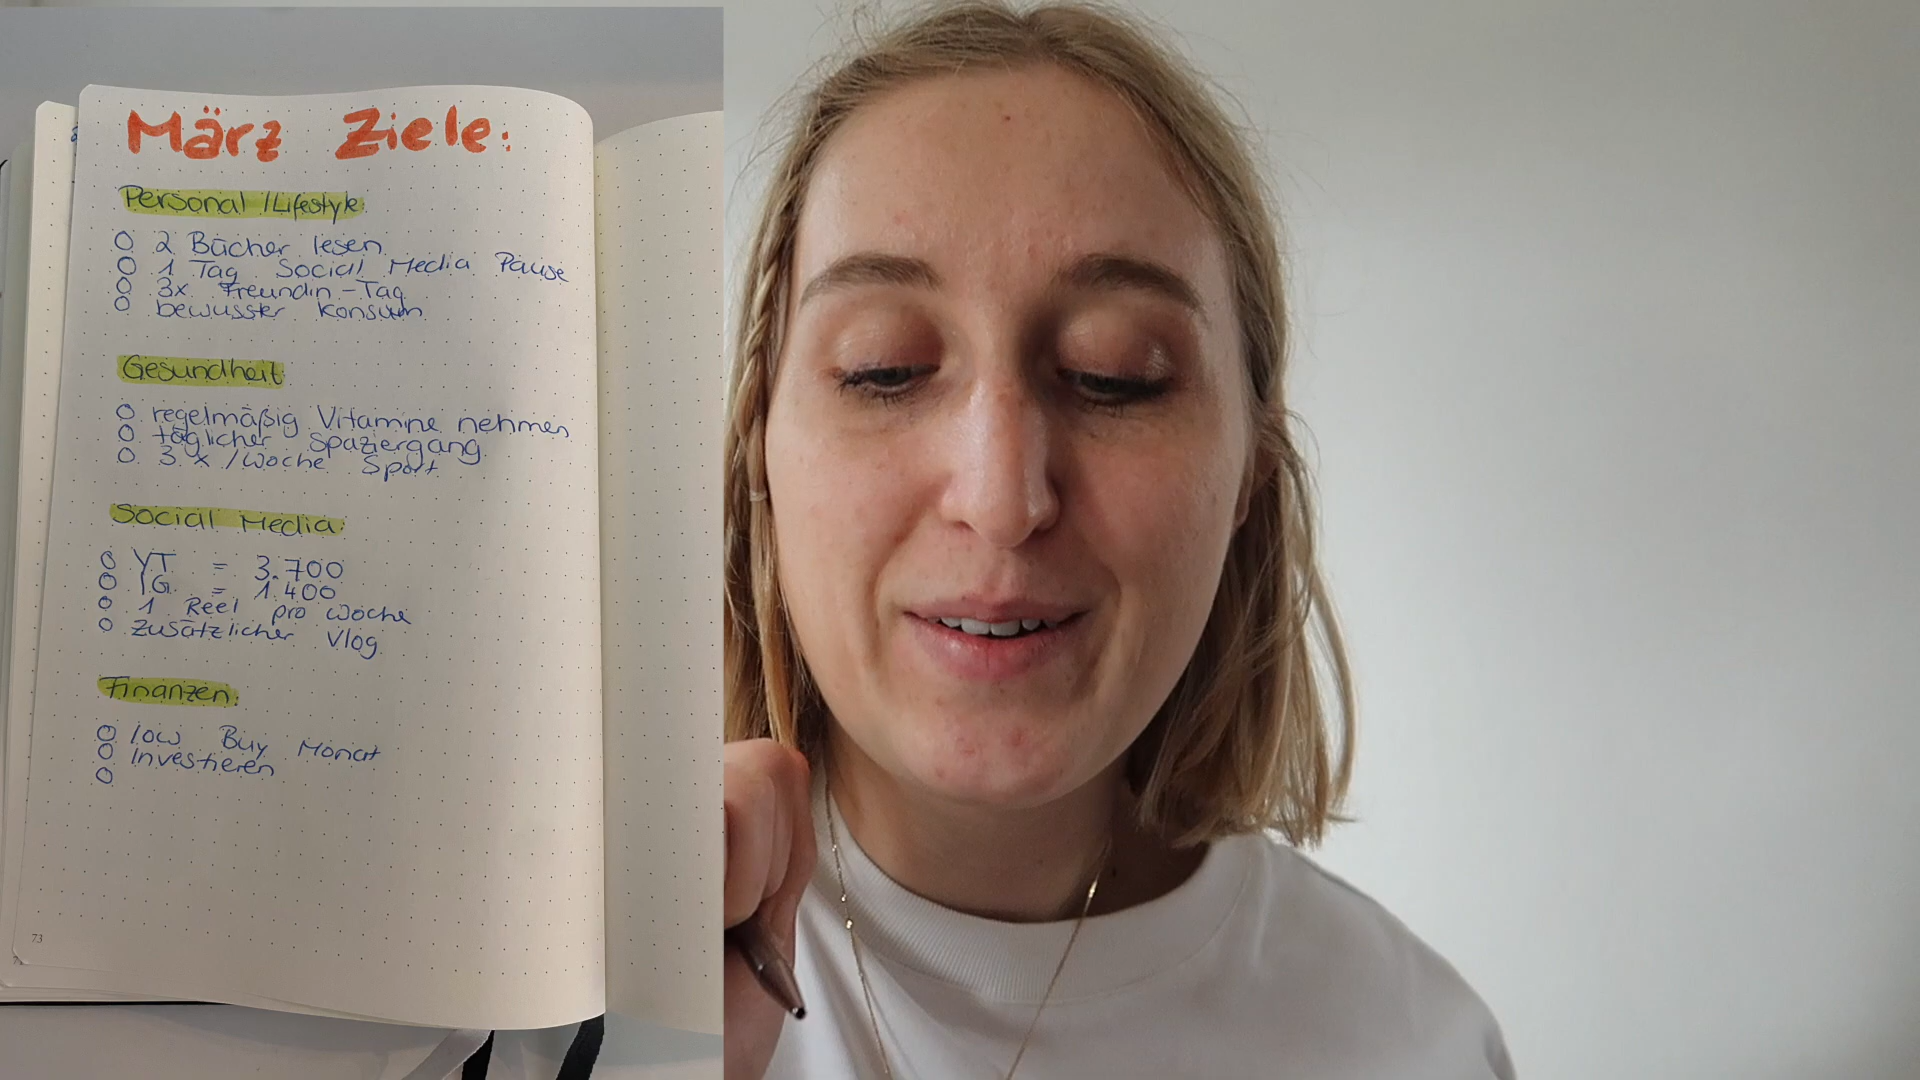 März Ziele:
Personal / Lifestyle:
O 2 Bücher lesen
O 1 Tag Social Media Pause
O 3x Freundin-Tag
O bewusster Konsum
Gesundheit
O regelmäßig Vitamine nehmen
O täglicher Spaziergang
O 3x/Woche Sport
Social Media:
O YT = 3.700
O IG = 1.400
O 1 Reel pro Woche
O zusätzlicher Vlog
Finanzen:
O low Buy Monat
O Investieren
O
73